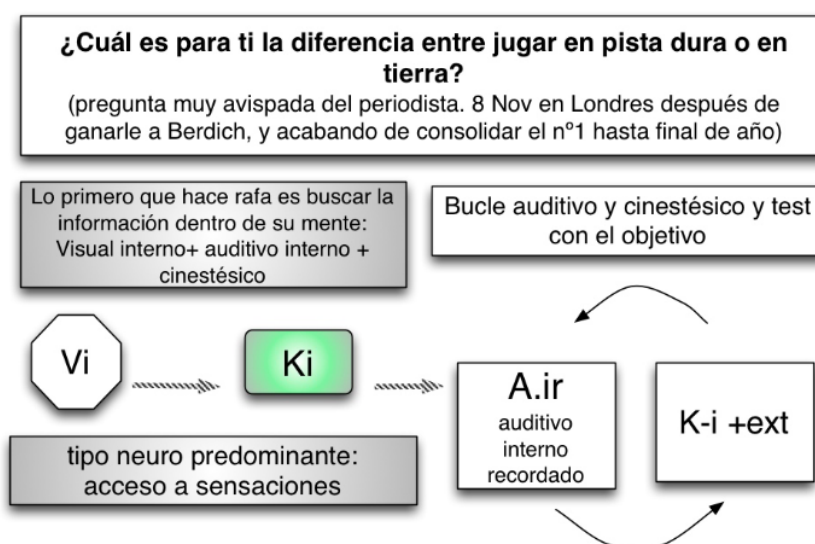 ¿Cuál es para ti la diferencia entre jugar en pista dura o en
tierra?
(pregunta muy avispada del periodista. 8 Nov en Londres después de
ganarle a Berdich, y acabando de consolidar el nº1 hasta final de año)
Lo primero que hace rafa es buscar la
información dentro de su mente:
Visual interno+ auditivo interno +
cinestésico
Bucle auditivo y cinestésico y test
con el objetivo
Vi
Ki
A.ir
auditivo
interno
recordado
K-i +ext
tipo neuro predominante:
acceso a sensaciones